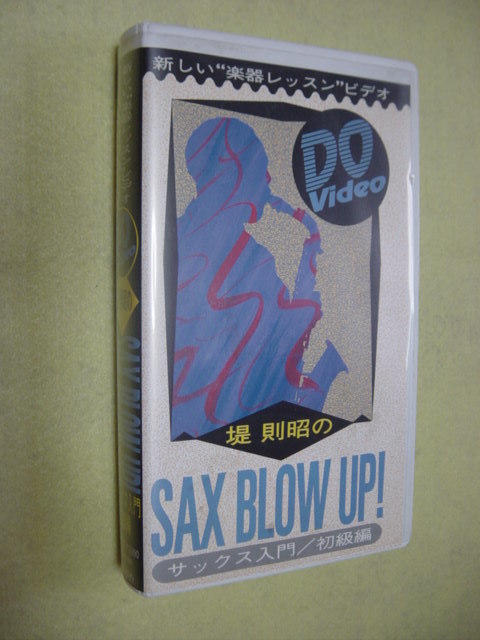 新しい“楽器レッスン”ビデオ
DO
Video
堤 則昭の
SAX BLOW UP!
サックス入門／初級編
SAX BLOW UP!